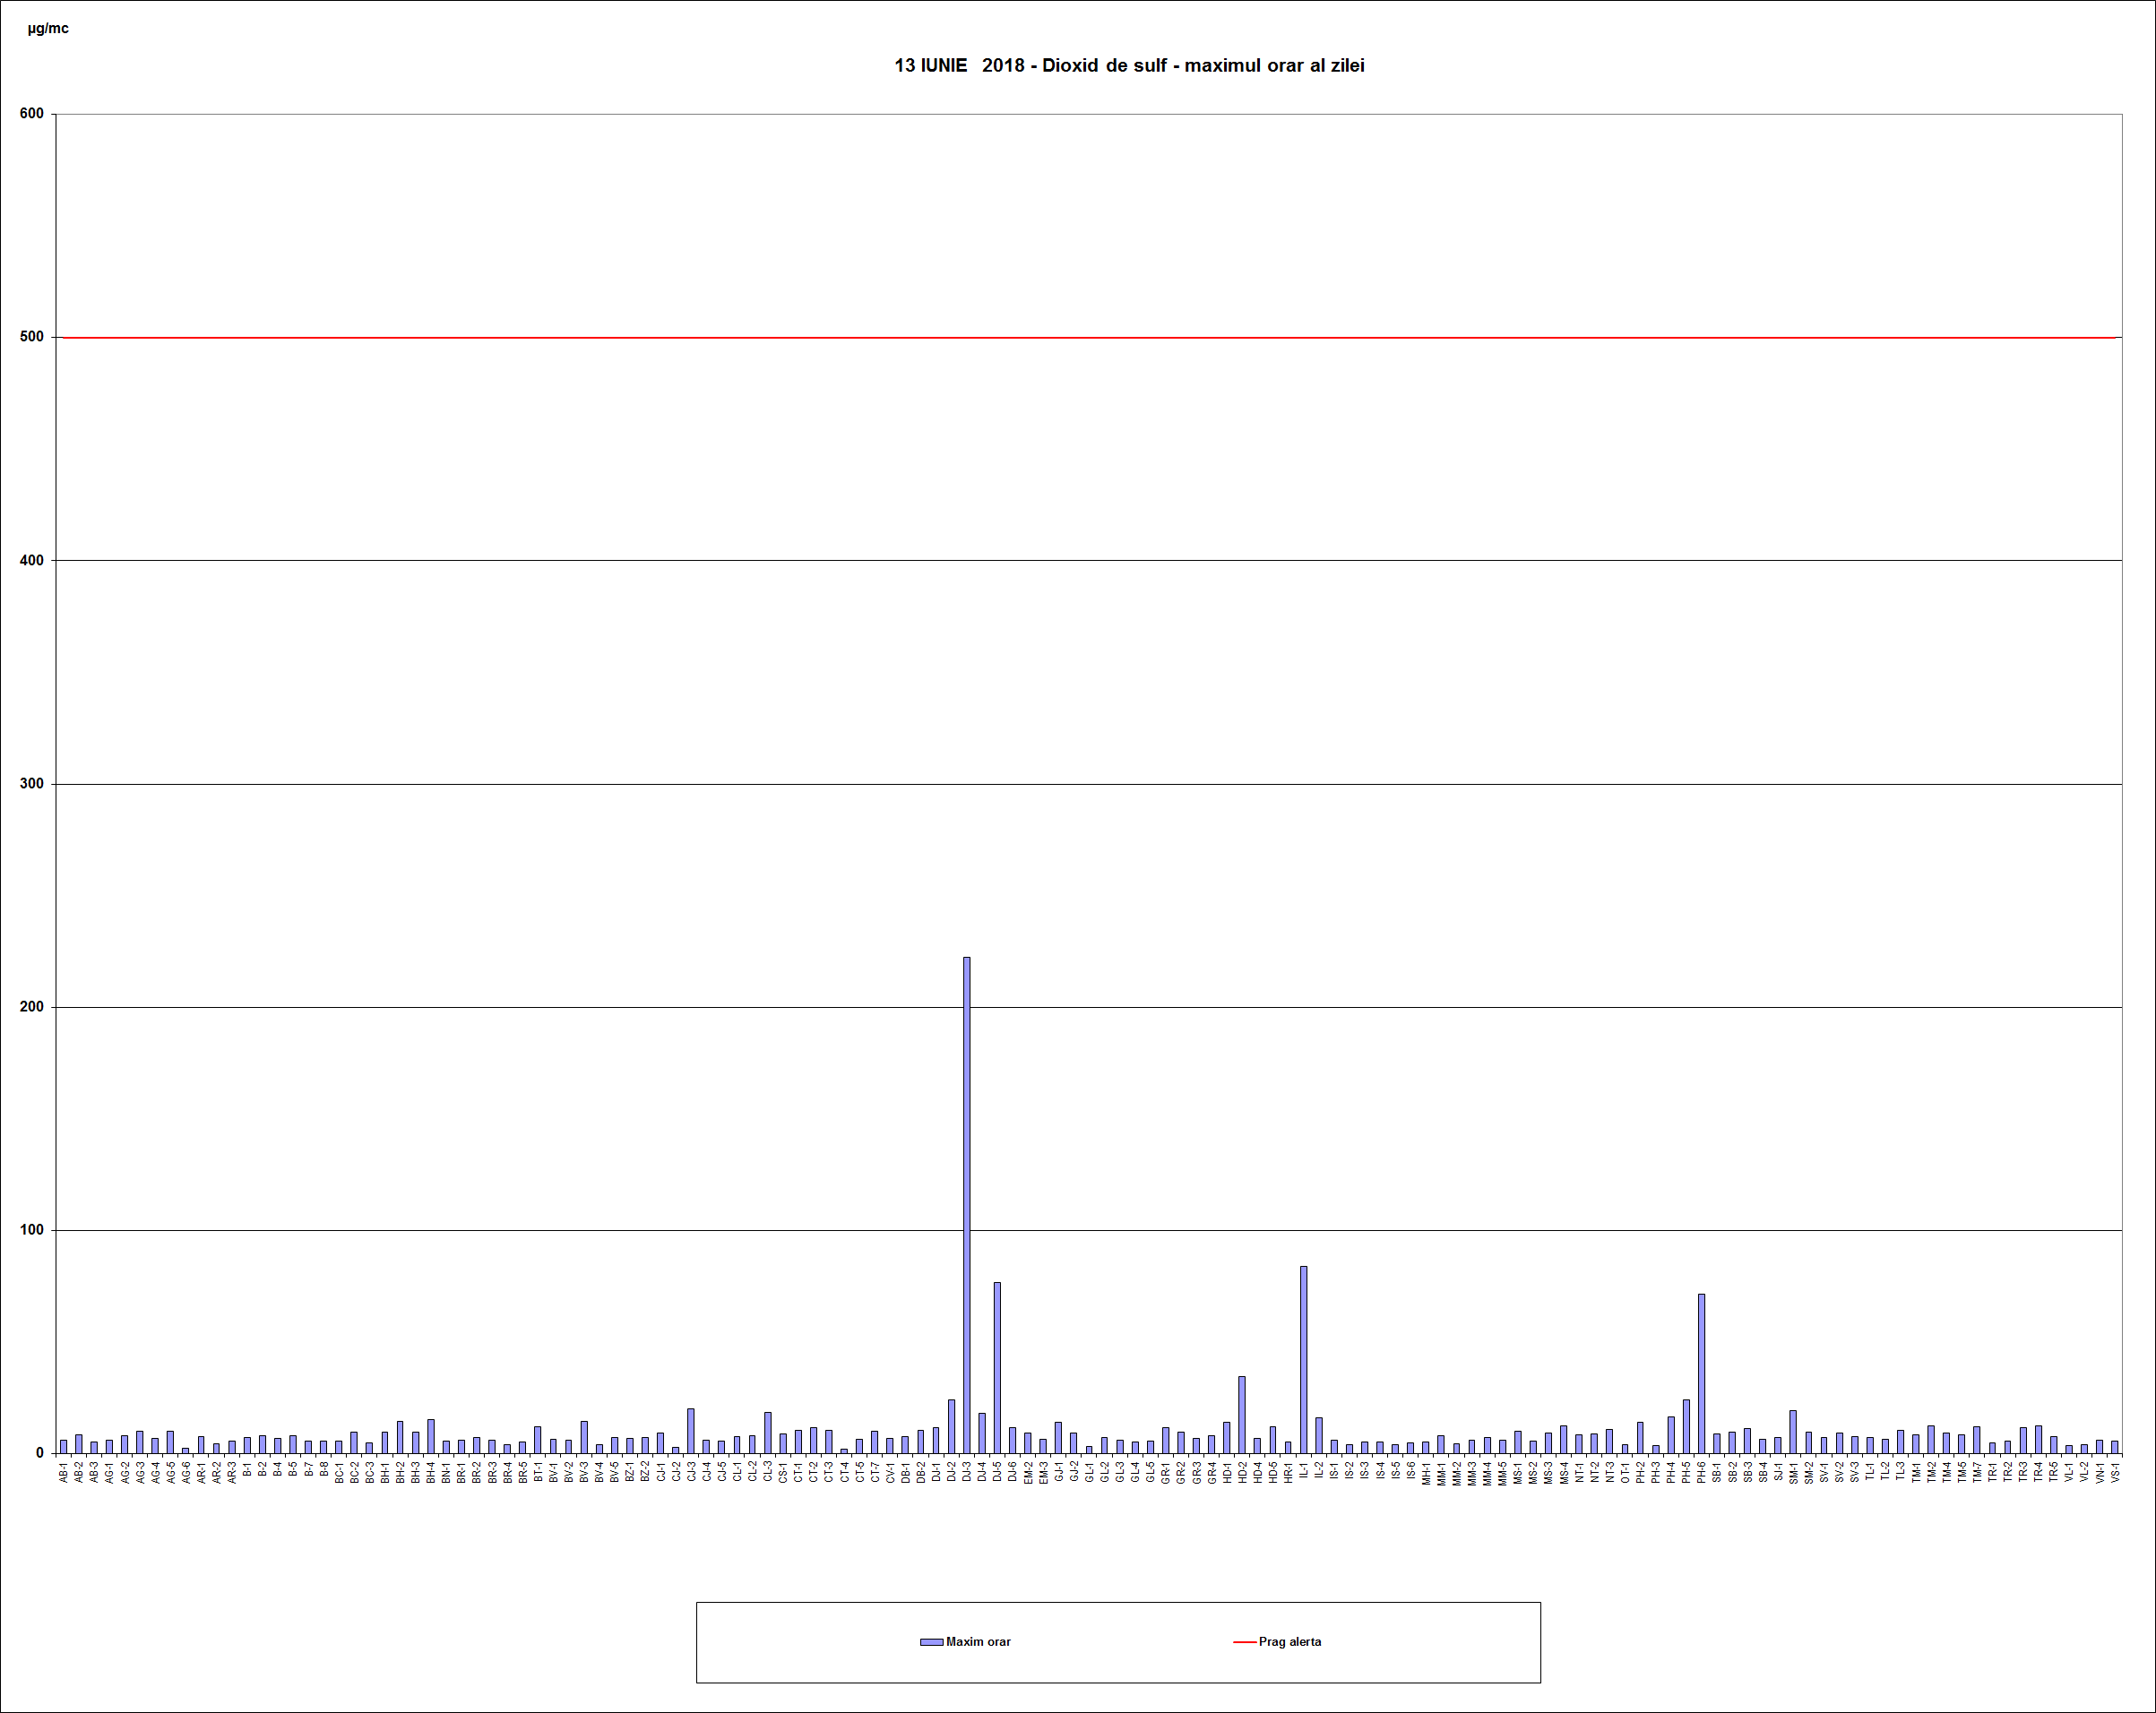 µg/mc
13 IUNIE 2018 - Dioxid de sulf - maximul orar al zilei
600
500
400
300
200
100
0
AB-1 AB-2 AB-3 AG-1 AG-2 AG-3 AG-4 AG-5 AG-6 AR-1 AR-2 AR-3 B-1 B-2 B-4 B-5 B-7 B-8 BC-1 BC-2 BC-3 BH-1 BH-2 BH-3 BH-4 BN-1 BR-1 BR-2 BR-3 BR-4 BR-5 BT-1 BV-1 BV-2 BV-3 BV-4 BV-5 BZ-1 BZ-2 CJ-1 CJ-2 CJ-3 CJ-4 CJ-5 CL-1 CL-2 CL-3 CS-1 CT-1 CT-2 CT-3 CT-4 CT-5 CT-7 CV-1 DB-1 DB-2 DJ-1 DJ-2 DJ-3 DJ-4 DJ-5 DJ-6 EM-2 EM-3 GJ-1 GJ-2 GL-1 GL-2 GL-3 GL-4 GL-5 GR-1 GR-2 GR-3 GR-4 HD-1 HD-2 HD-4 HD-5 HR-1 IL-1 IL-2 IS-1 IS-2 IS-3 IS-4 IS-5 IS-6 MH-1 MM-1 MM-2 MM-3 MM-4 MM-5 MS-1 MS-2 MS-3 MS-4 NT-1 NT-2 NT-3 OT-1 PH-2 PH-3 PH-4 PH-5 PH-6 SB-1 SB-2 SB-3 SB-4 SJ-1 SM-1 SM-2 SV-1 SV-2 SV-3 TL-1 TL-2 TL-3 TM-1 TM-2 TM-4 TM-5 TM-7 TR-1 TR-2 TR-3 TR-4 TR-5 VL-1 VL-2 VN-1 VS-1
Maxim orar Prag alerta